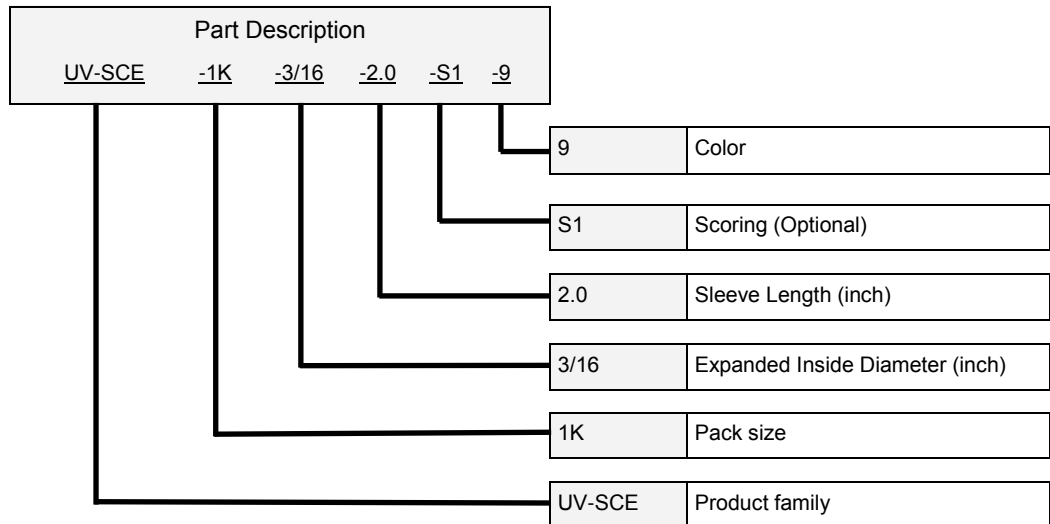 Part Description
UV-SCE -1K -3/16 -2.0 -S1 -9
9 Color
S1 Scoring (Optional)
2.0 Sleeve Length (inch)
3/16 Expanded Inside Diameter (inch)
1K Pack size
UV-SCE Product family